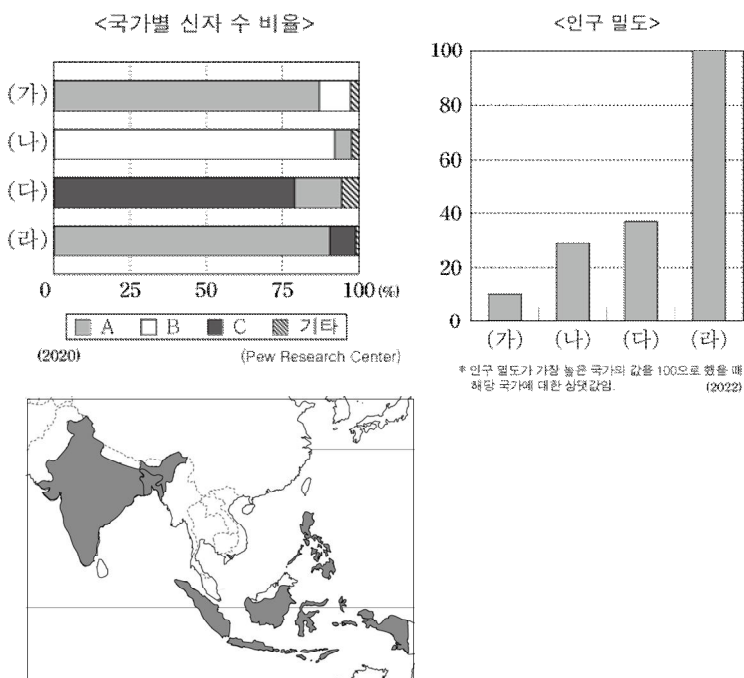 <국가별 신자 수 비율>
(가)
(나)
(다)
(라)
0 25 50 75 100 (%)
A B C 기타
(2020) (Pew Research Center)
<인구 밀도>
100
80
60
40
20
0
(가) (나) (다) (라)
* 인구 밀도가 가장 높은 국가의 값을 100으로 했을 때
해당 국가에 대한 상댓값임. (2022)